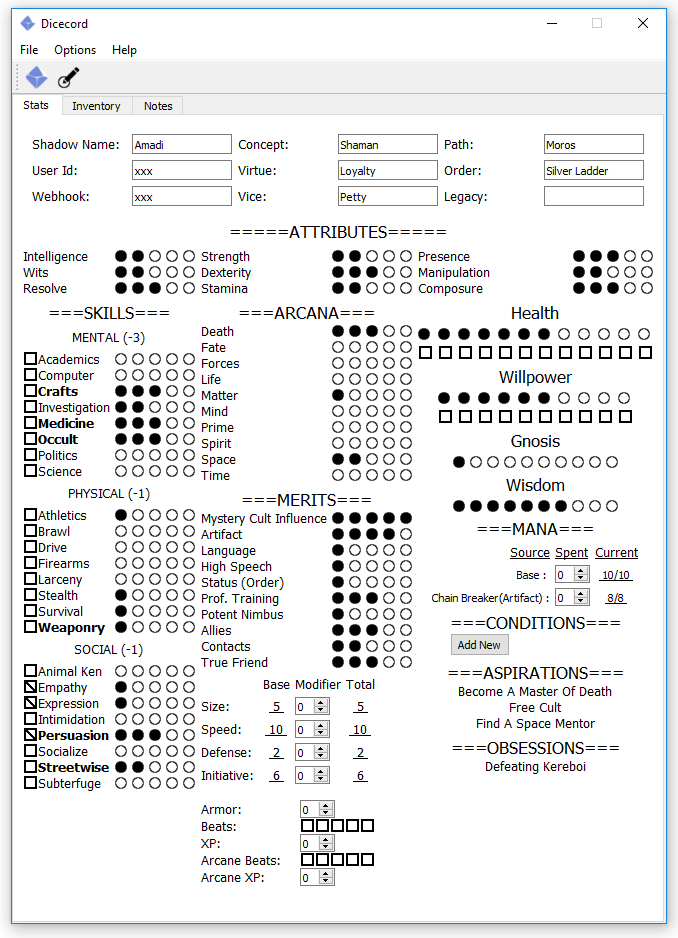 Dicecord
File Options Help
Stats Inventory Notes
Shadow Name: Amadi Concept: Shaman Path: Moros
User Id: xxx Virtue: Loyalty Order: Silver Ladder
Webhook: xxx Vice: Petty Legacy:
=====ATTRIBUTES=====
Intelligence Strength Presence
Wits Dexterity Manipulation
Resolve Stamina Composure
===SKILLS===
MENTAL (-3)
Academics
Computer
Crafts
Investigation
Medicine
Occult
Politics
Science
PHYSICAL (-1)
Athletics
Brawl
Drive
Firearms
Larceny
Stealth
Survival
Weaponry
SOCIAL (-1)
Animal Ken
Empathy
Expression
Intimidation
Persuasion
Socialize
Streetwise
Subterfuge
===ARCANA===
Death
Fate
Forces
Life
Matter
Mind
Prime
Spirit
Space
Time
===MERITS===
Mystery Cult Influence
Artifact
Language
High Speech
Status (Order)
Prof. Training
Potent Nimbus
Allies
Contacts
True Friend
Base Modifier Total
Size: 5 0 5
Speed: 10 0 10
Defense: 2 0 2
Initiative: 6 0 6
Armor: 0
Beats:
XP: 0
Arcane Beats:
Arcane XP: 0
Health
Willpower
Gnosis
Wisdom
===MANA===
Source Spent Current
Base : 0 10/10
Chain Breaker(Artifact) : 0 8/8
===CONDITIONS===
Add New
===ASPIRATIONS===
Become A Master Of Death
Free Cult
Find A Space Mentor
===OBSESSIONS===
Defeating Kereboi